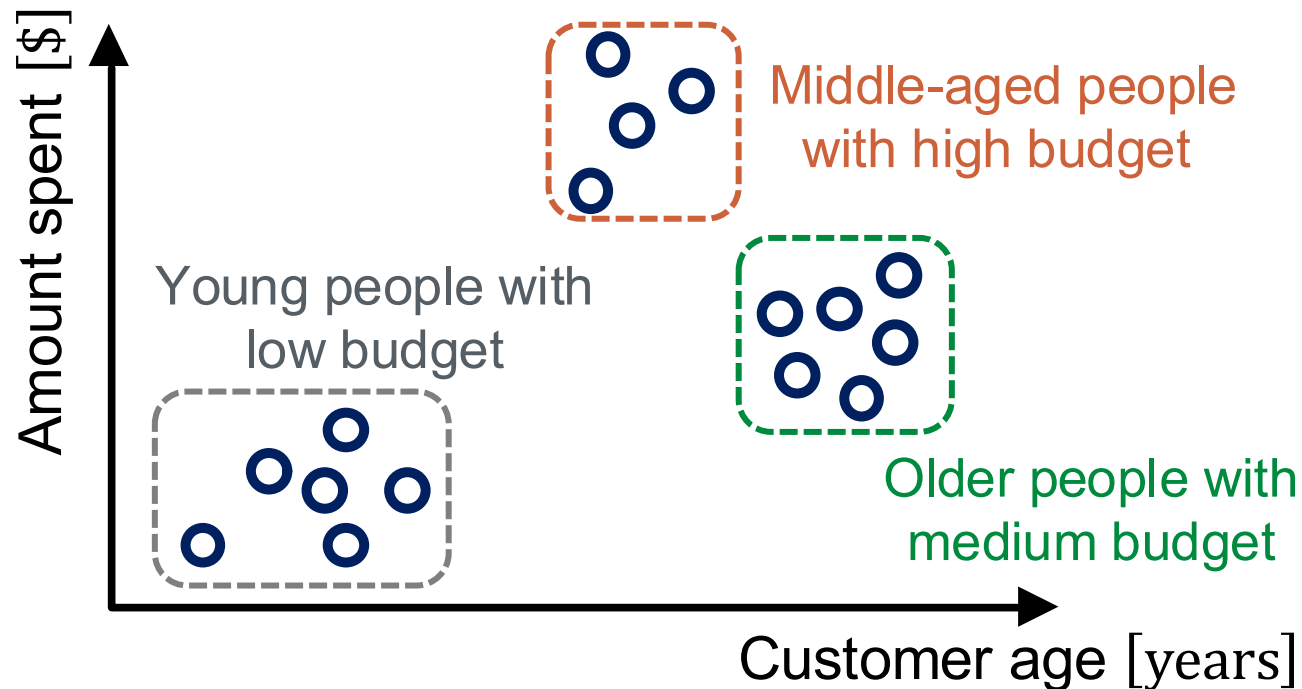 Amount spent [$]
Middle-aged people
with high budget
Young people with
low budget
Older people with
medium budget
Customer age [years]